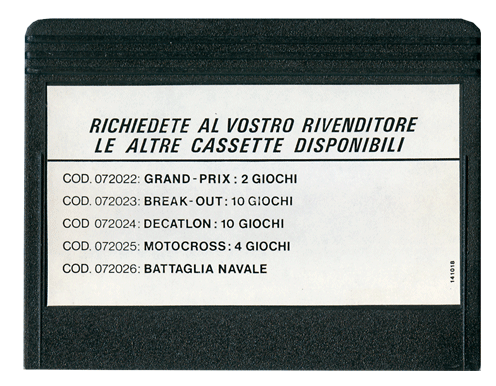 RICHIEDETE AL VOSTRO RIVENDITORE
LE ALTRE CASSETTE DISPONIBILI
COD. 072022: GRAND-PRIX: 2 GIOCHI
COD. 072023: BREAK-OUT: 10 GIOCHI
COD. 072024: DECATLON: 10 GIOCHI
COD. 072025: MOTOCROSS: 4 GIOCHI
COD. 072026: BATTAGLIA NAVALE
141018